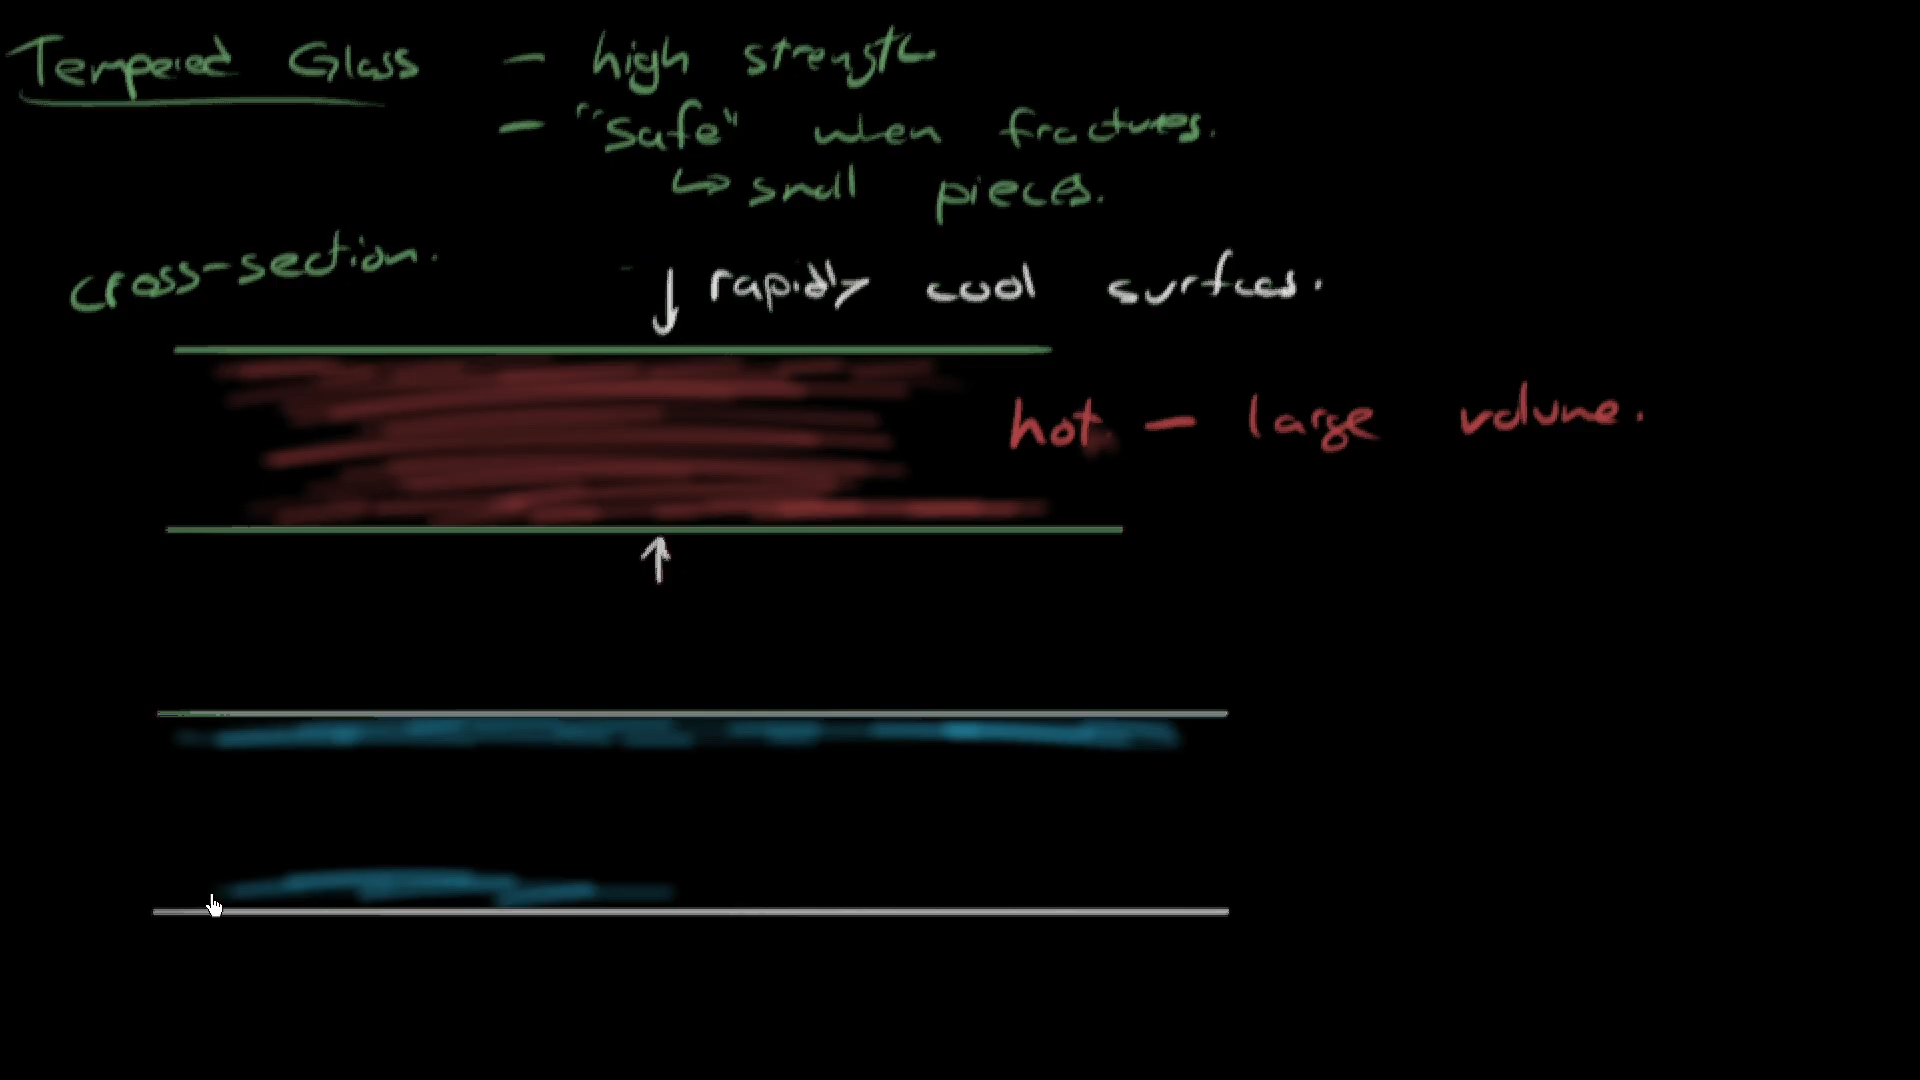 Tempered Glass - high strength
- "Safe" when fractures.
↳ small pieces.
cross-section.
↓ rapidly cool surfaces.
hot - large volume.